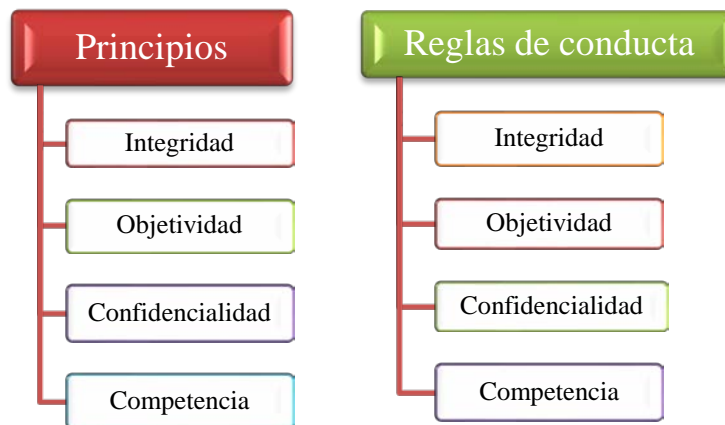 Principios
Integridad
Objetividad
Confidencialidad
Competencia
Reglas de conducta
Integridad
Objetividad
Confidencialidad
Competencia